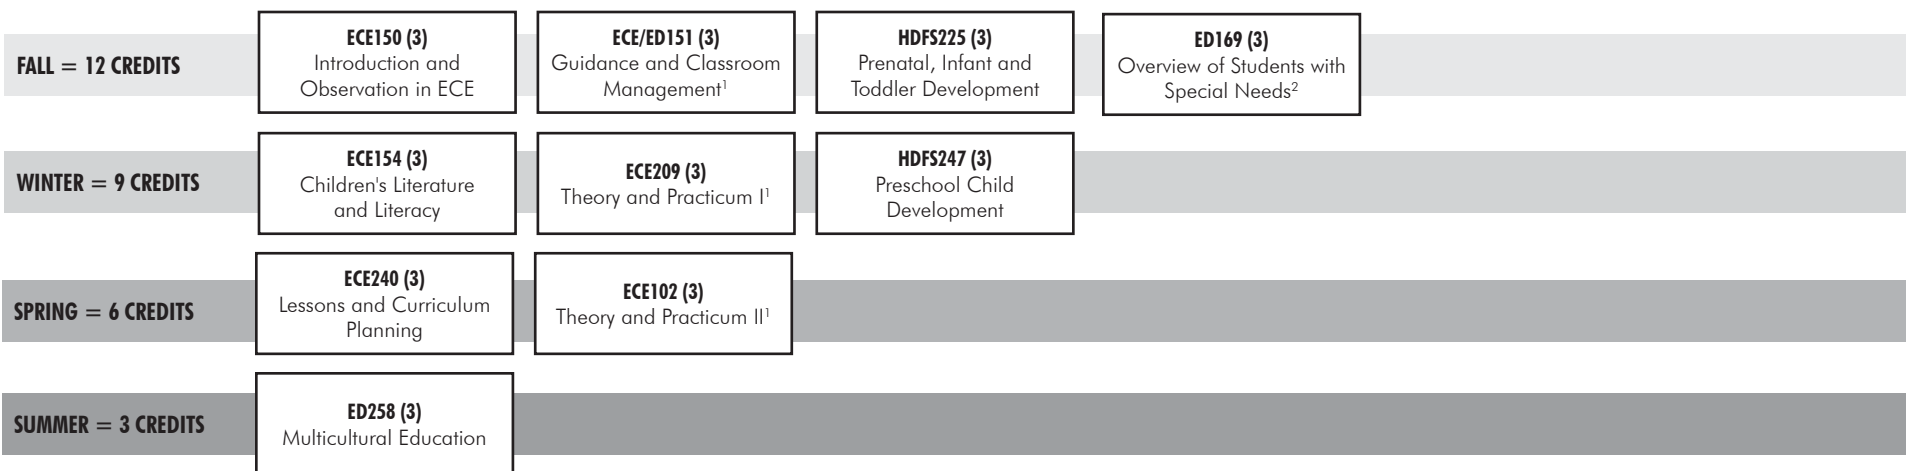 FALL = 12 CREDITS
ECE150 (3)
Introduction and
Observation in ECE
ECE/ED151 (3)
Guidance and Classroom
Management¹
HDFS225 (3)
Prenatal, Infant and
Toddler Development
ED169 (3)
Overview of Students with
Special Needs²
WINTER = 9 CREDITS
ECE154 (3)
Children's Literature
and Literacy
ECE209 (3)
Theory and Practicum I¹
HDFS247 (3)
Preschool Child
Development
SPRING = 6 CREDITS
ECE240 (3)
Lessons and Curriculum
Planning
ECE102 (3)
Theory and Practicum II¹
SUMMER = 3 CREDITS
ED258 (3)
Multicultural Education